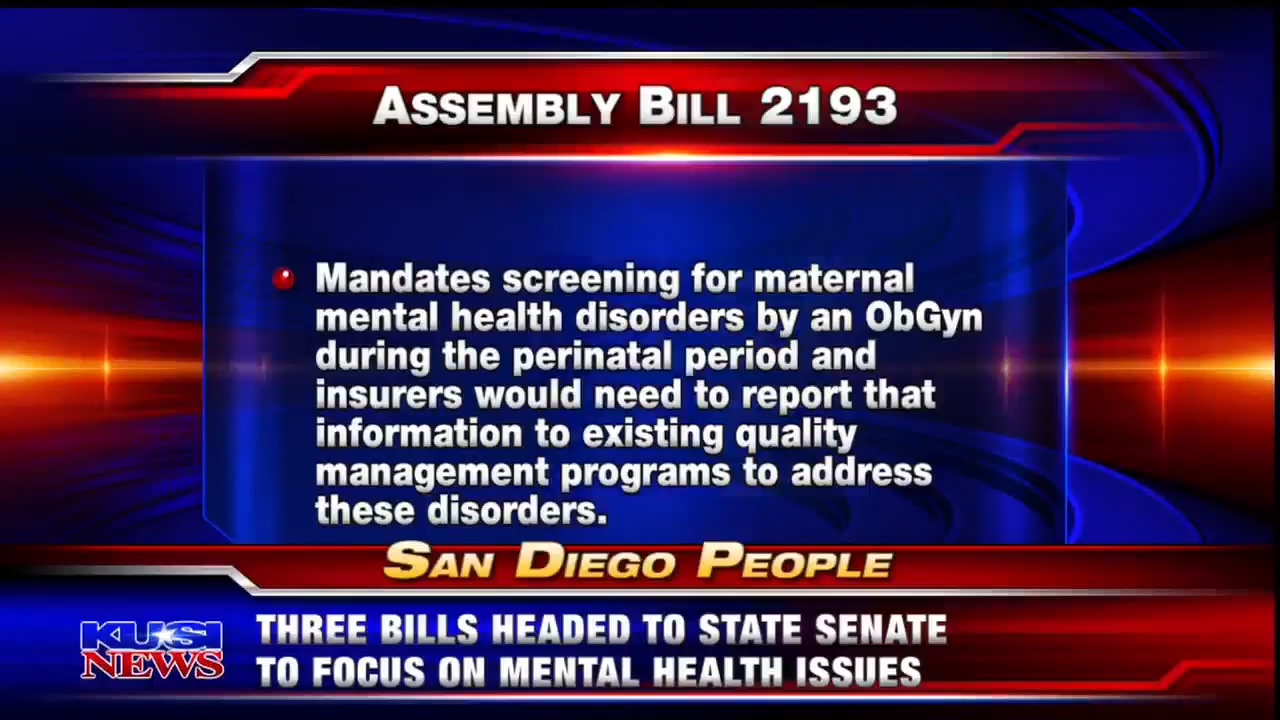 ASSEMBLY BILL 2193
Mandates screening for maternal
mental health disorders by an ObGyn
during the perinatal period and
insurers would need to report that
information to existing quality
management programs to address
these disorders.
SAN DIEGO PEOPLE
KUSI
NEWS
THREE BILLS HEADED TO STATE SENATE
TO FOCUS ON MENTAL HEALTH ISSUES